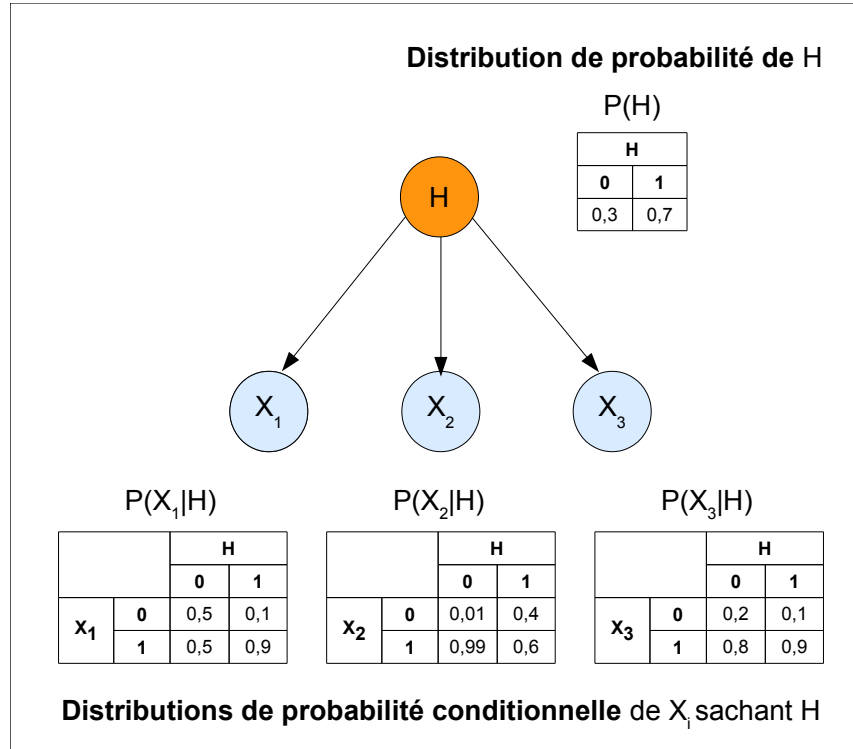 Distribution de probabilité de H
P(H)
H
0 1
0,3 0,7
H
X1 X2 X3
P(X1|H) P(X2|H) P(X3|H)
H H H
0 1 0 1 0 1
X1 0 0,5 0,1 X2 0 0,01 0,4 X3 0 0,2 0,1
1 0,5 0,9 1 0,99 0,6 1 0,8 0,9
Distributions de probabilité conditionnelle de Xi sachant H